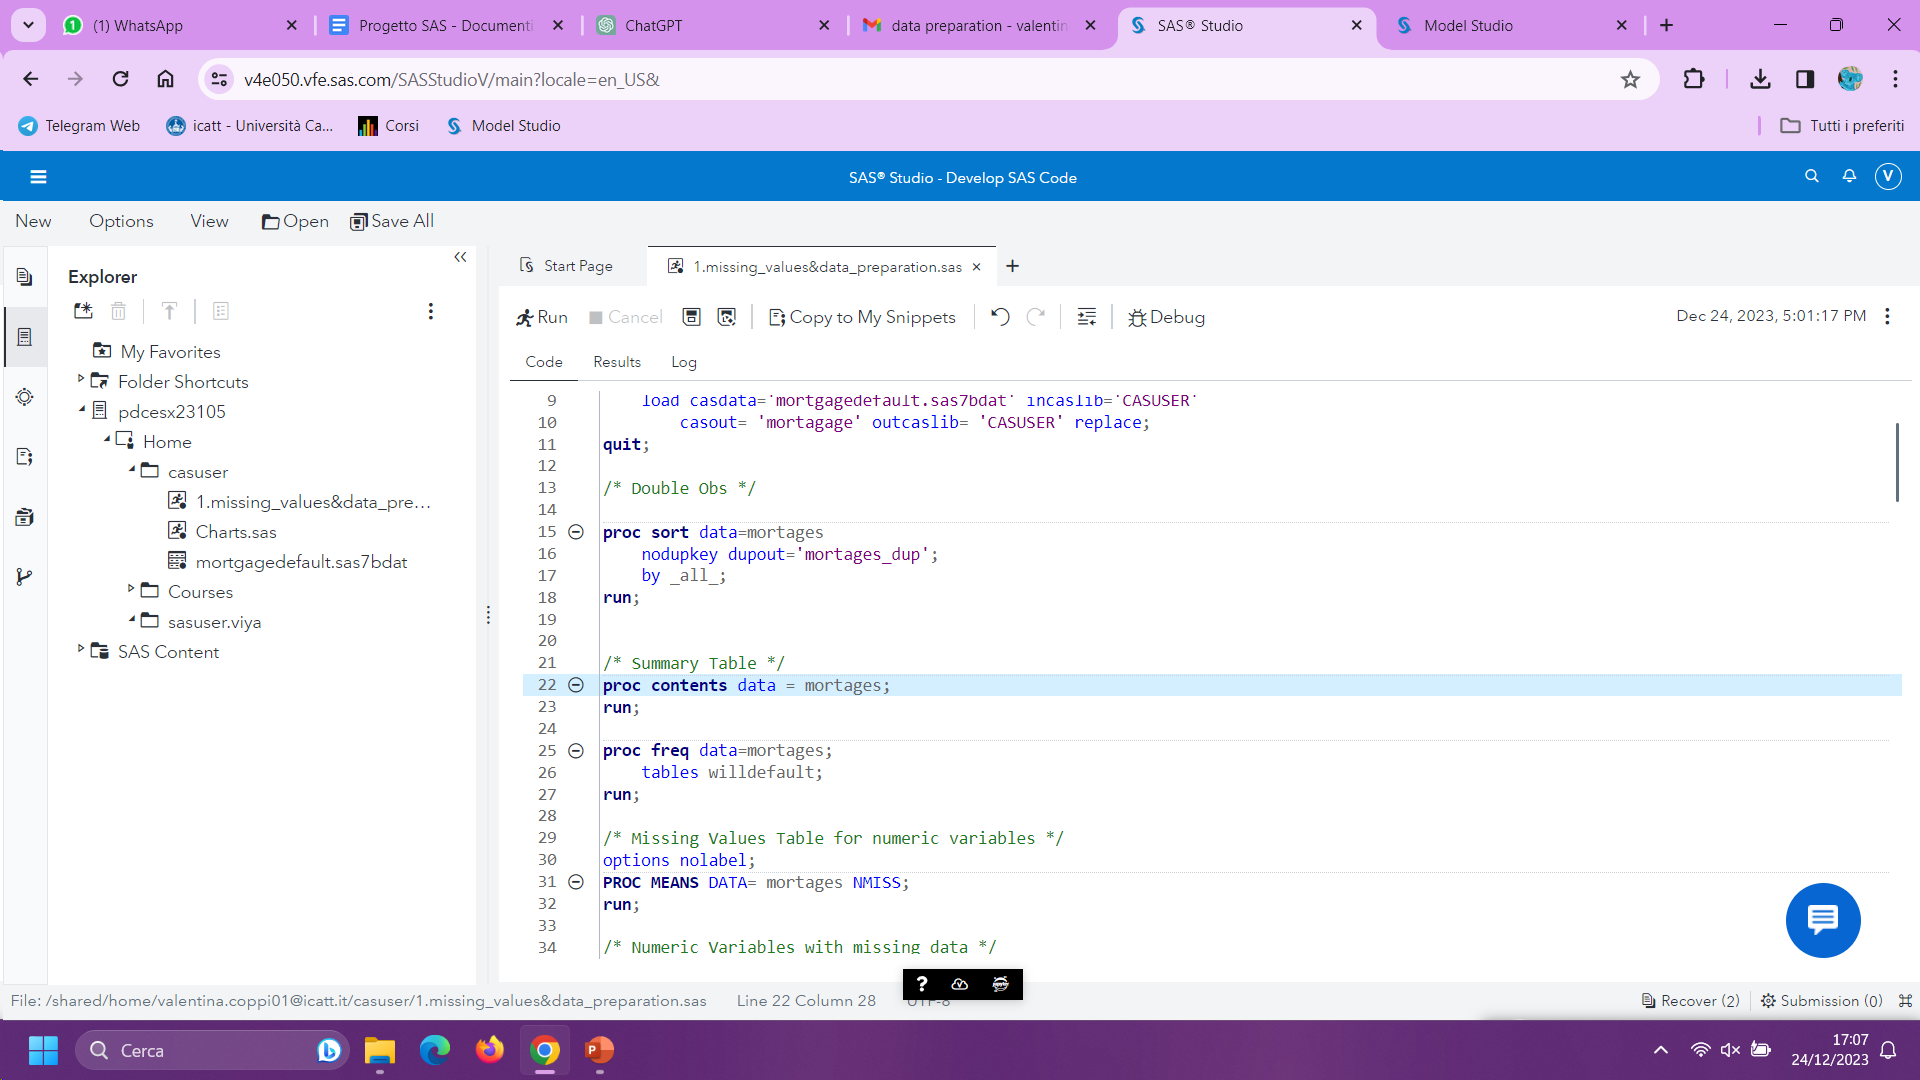 (1) WhatsApp
Progetto SAS - Documenti
ChatGPT
data preparation - valentin
SAS® Studio
Model Studio
v4e050.vfe.sas.com/SASStudioV/main?locale=en_US&
Telegram Web
icatt - Università Ca...
Corsi
Model Studio
Tutti i preferiti
SAS® Studio - Develop SAS Code
V
New
Options
View
Open
Save All
Explorer
My Favorites
Folder Shortcuts
pdcesx23105
Home
casuser
1.missing_values&data_pre...
Charts.sas
mortgagedefault.sas7bdat
Courses
sasuser.viya
SAS Content
Start Page
1.missing_values&data_preparation.sas
Run
Cancel
Copy to My Snippets
Debug
Dec 24, 2023, 5:01:17 PM
Code
Results
Log
9 load casdata='mortgagedefault.sas7bdat' incaslib='CASUSER'
10 casout= 'mortagage' outcaslib= 'CASUSER' replace;
11 quit;
12
13 /* Double Obs */
14
15 proc sort data=mortages
16 nodupkey dupout='mortages_dup';
17 by _all_;
18 run;
19
20
21 /* Summary Table */
22 proc contents data = mortages;
23 run;
24
25 proc freq data=mortages;
26 tables willdefault;
27 run;
28
29 /* Missing Values Table for numeric variables */
30 options nolabel;
31 PROC MEANS DATA= mortages NMISS;
32 run;
33
34 /* Numeric Variables with missing data */
File: /shared/home/valentina.coppi01@icatt.it/casuser/1.missing_values&data_preparation.sas
Line 22 Column 28
UTF-8
Recover (2)
Submission (0)
Cerca
17:07
24/12/2023